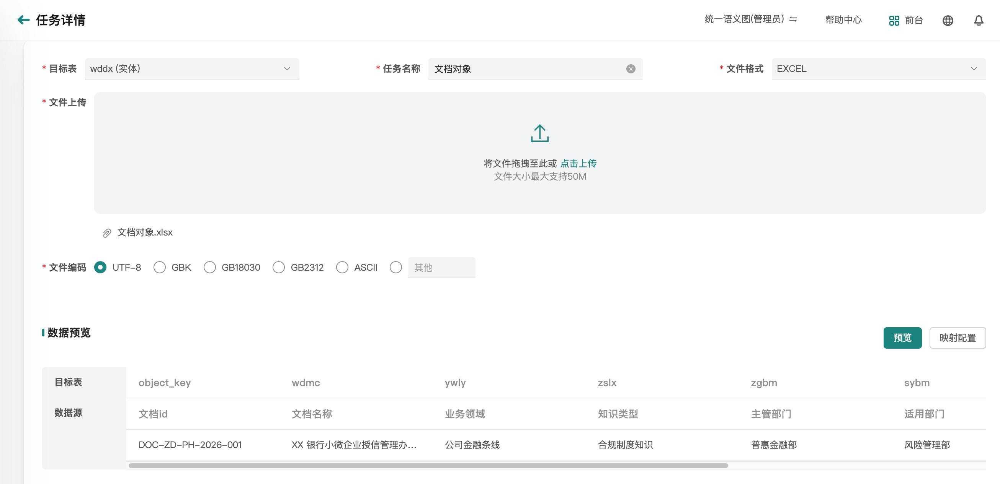 任务详情
统一语义图(管理员)
帮助中心
前台
* 目标表 wddx (实体)
* 任务名称 文档对象
* 文件格式 EXCEL
* 文件上传
将文件拖拽至此或 点击上传
文件大小最大支持50M
文档对象.xlsx
* 文件编码 UTF-8 GBK GB18030 GB2312 ASCII 其他
数据预览
预览 映射配置
目标表 object_key wdmc ywly zslx zgbm sybm
数据源 文档id 文档名称 业务领域 知识类型 主管部门 适用部门
DOC-ZD-PH-2026-001 XX 银行小微企业授信管理办... 公司金融条线 合规制度知识 普惠金融部 风险管理部